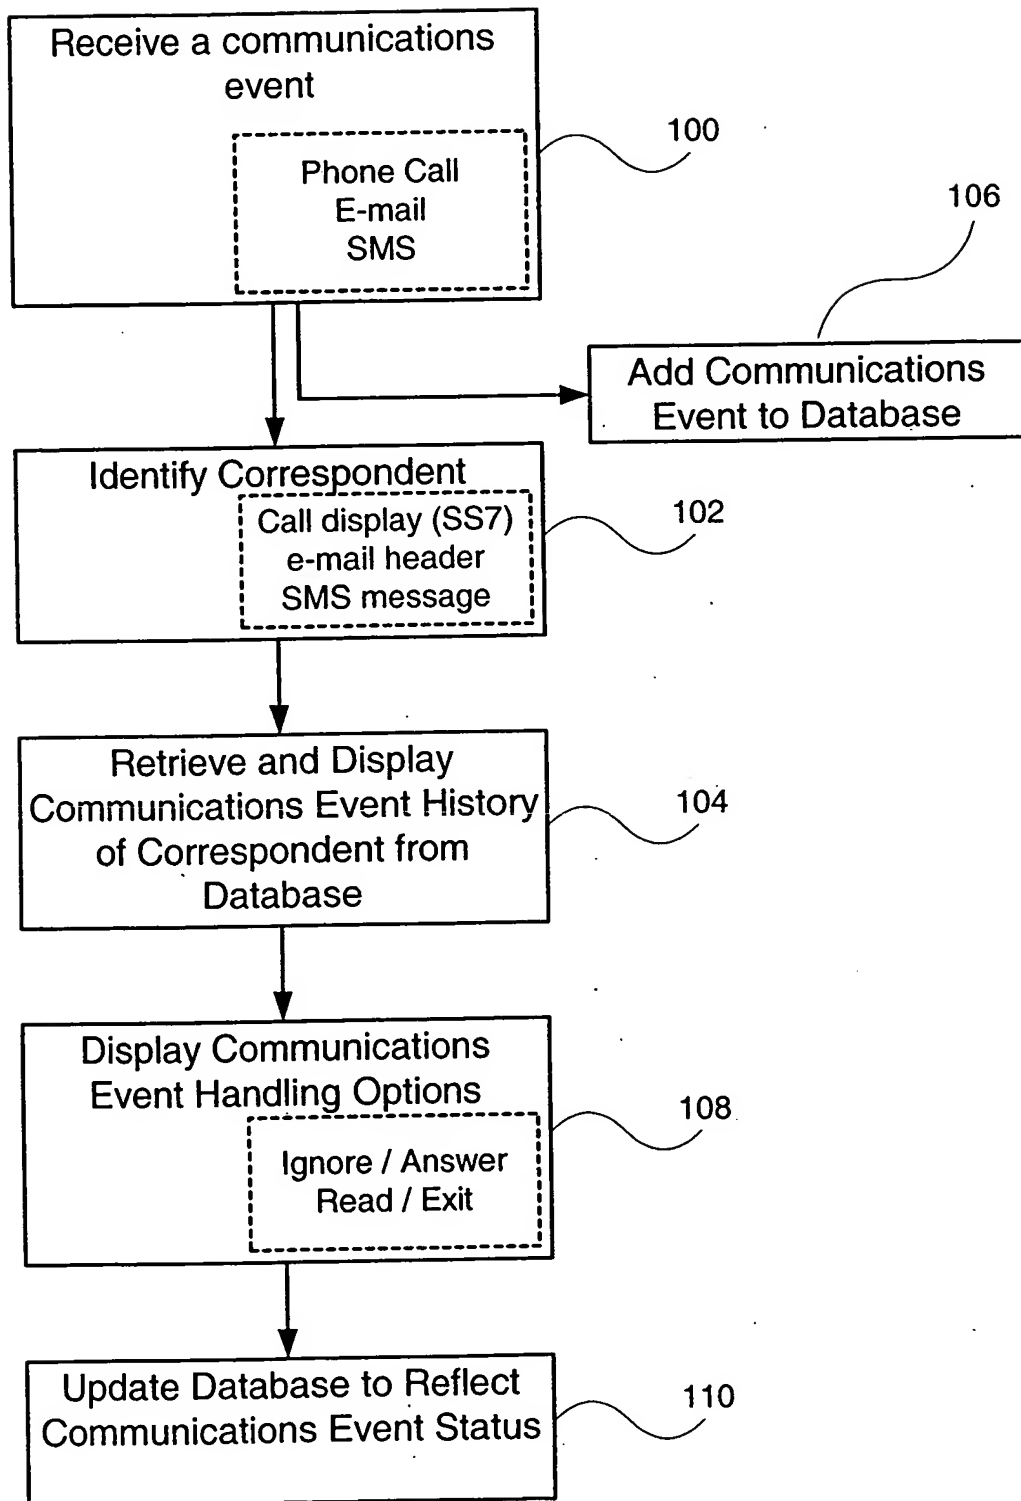 Receive a communications
event
Phone Call
E-mail
SMS
100
106
Add Communications
Event to Database
Identify Correspondent
Call display (SS7)
e-mail header
SMS message
102
Retrieve and Display
Communications Event History
of Correspondent from
Database
104
Display Communications
Event Handling Options
Ignore / Answer
Read / Exit
108
Update Database to Reflect
Communications Event Status
110